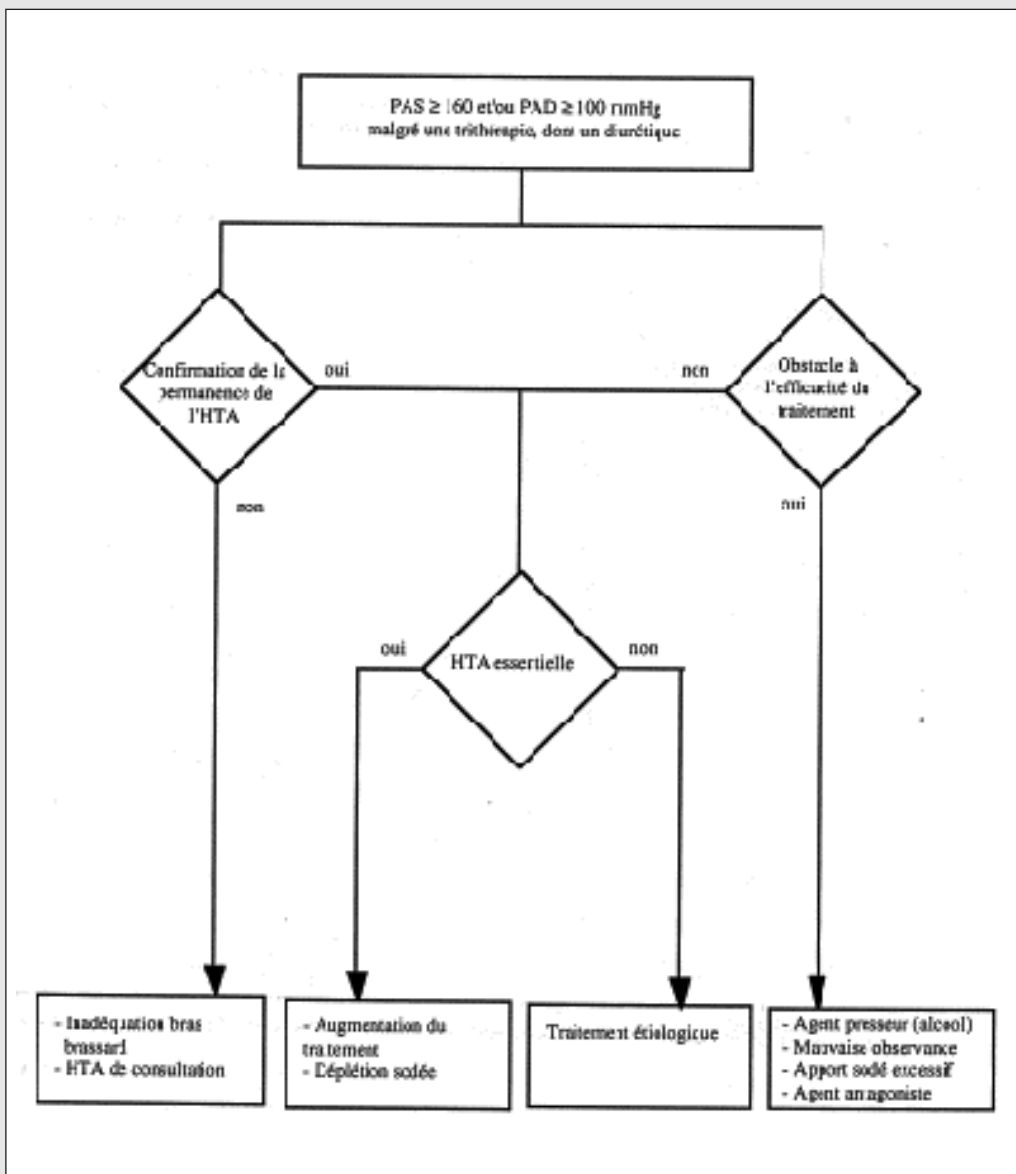 PAS ≥ 160 et/ou PAD ≥ 100 mmHg
malgré une trithérapie, dont un diurétique
Confirmation de la
permanence de
l'HTA
oui
non
Obstacle à
l'efficacité du
traitement
non
oui
HTA essentielle
oui
non
- Inadéquation bras
brassard
- HTA de consultation
- Augmentation du
traitement
- Déplétion sodée
Traitement étiologique
- Agent presseur (alcool)
- Mauvaise observance
- Apport sodé excessif
- Agent antagoniste